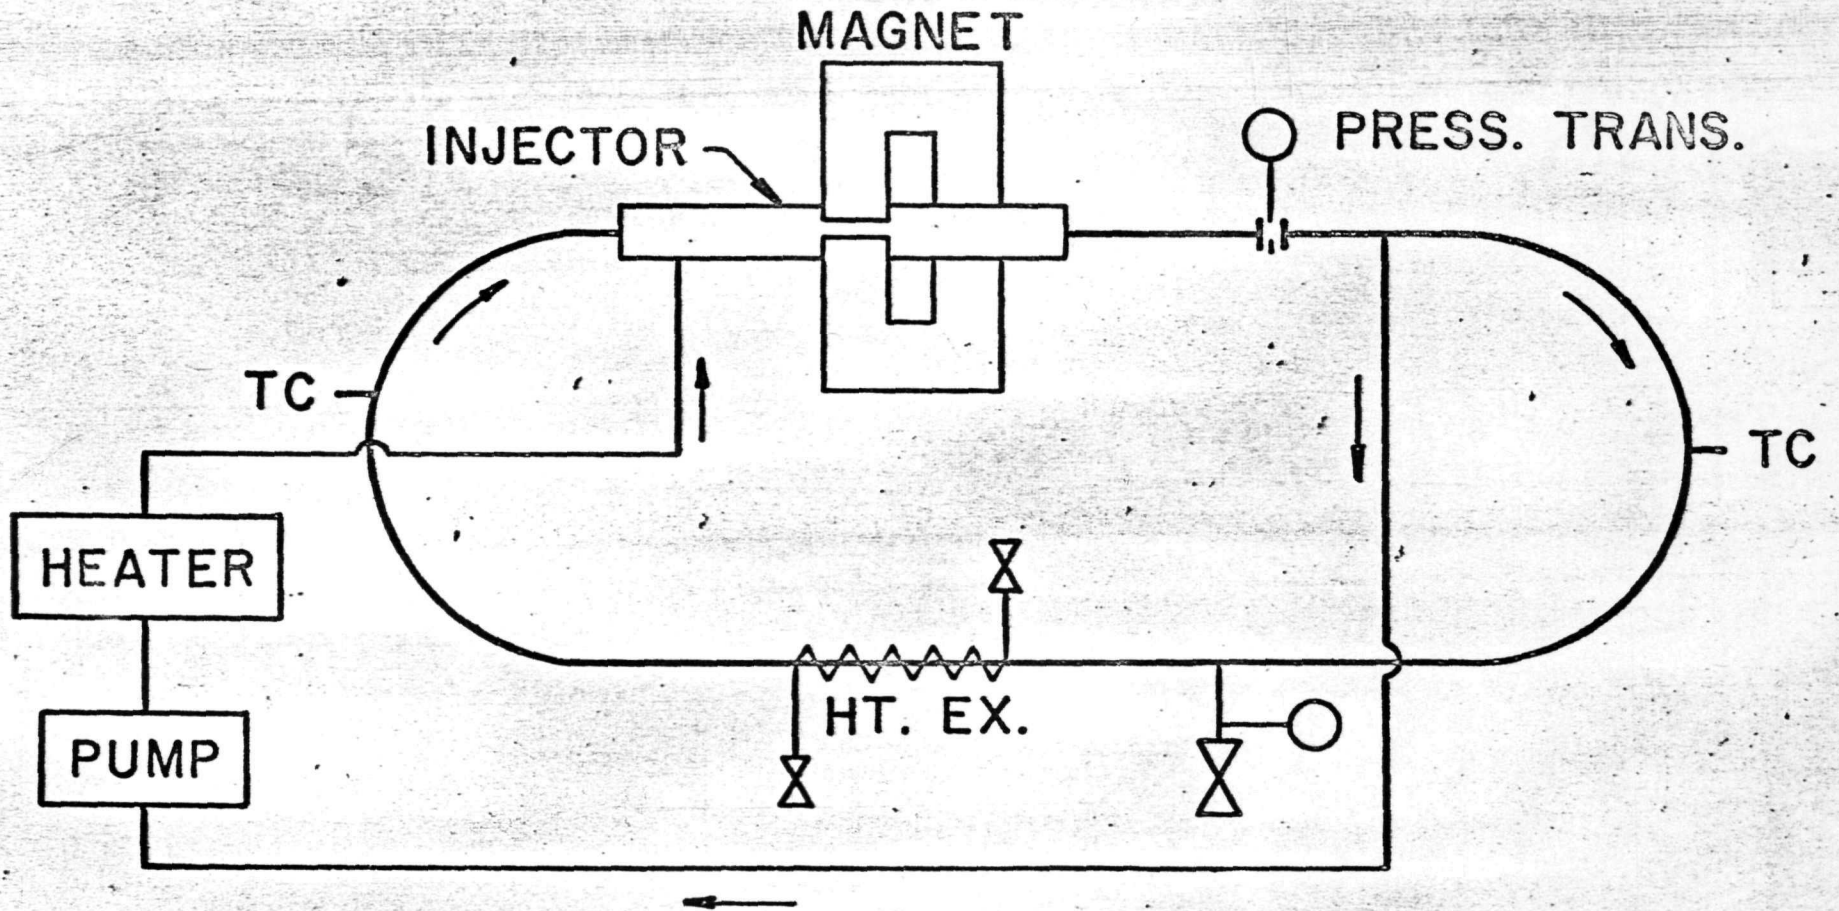 MAGNET
INJECTOR
PRESS. TRANS.
TC
TC
HEATER
HT. EX.
PUMP